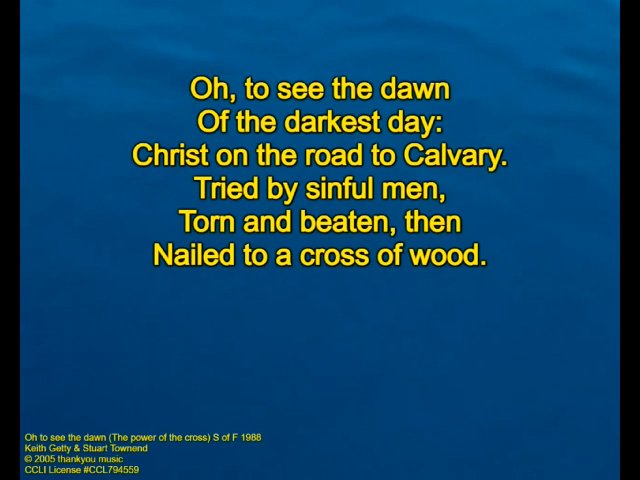 Oh, to see the dawn
Of the darkest day:
Christ on the road to Calvary.
Tried by sinful men,
Torn and beaten, then
Nailed to a cross of wood.
Oh to see the dawn (The power of the cross) S of F 1988
Keith Getty & Stuart Townend
© 2005 thankyou music
CCLI License #CCL794559